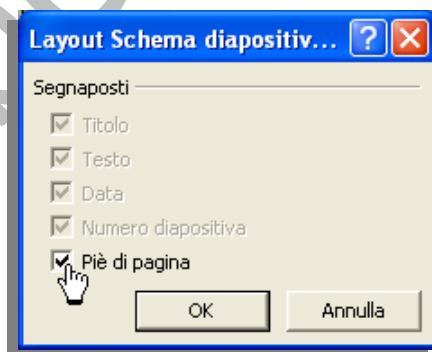 Layout Schema diapositiv...
Segnaposti
Titolo
Testo
Data
Numero diapositiva
Piè di pagina
OK Annulla